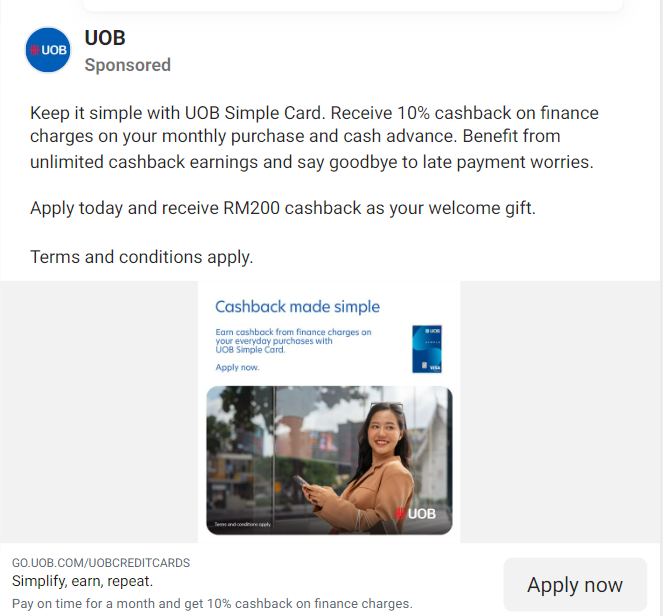 UOB
UOB
Sponsored
Keep it simple with UOB Simple Card. Receive 10% cashback on finance
charges on your monthly purchase and cash advance. Benefit from
unlimited cashback earnings and say goodbye to late payment worries.
Apply today and receive RM200 cashback as your welcome gift.
Terms and conditions apply.
Cashback made simple
Earn cashback from finance charges on
your everyday purchases with
UOB Simple Card.
Apply now.
UOB
SIMPLE
VISA
UOB
Terms and conditions apply.
GO.UOB.COM/UOBCREDITCARDS
Simplify, earn, repeat.
Pay on time for a month and get 10% cashback on finance charges.
Apply now